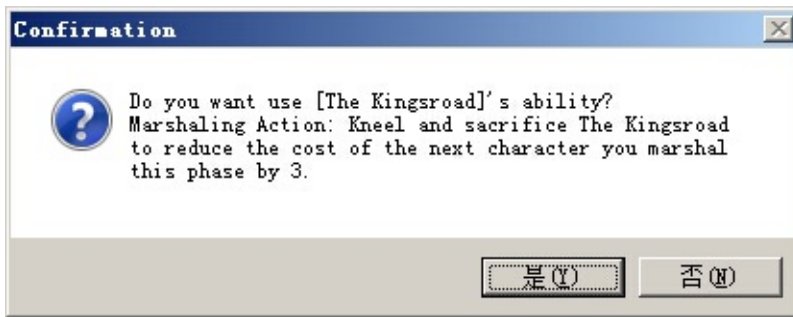 Confirmation
Do you want use [The Kingsroad]'s ability?
Marshaling Action: Kneel and sacrifice The Kingsroad
to reduce the cost of the next character you marshal
this phase by 3.
是(Y) 否(N)